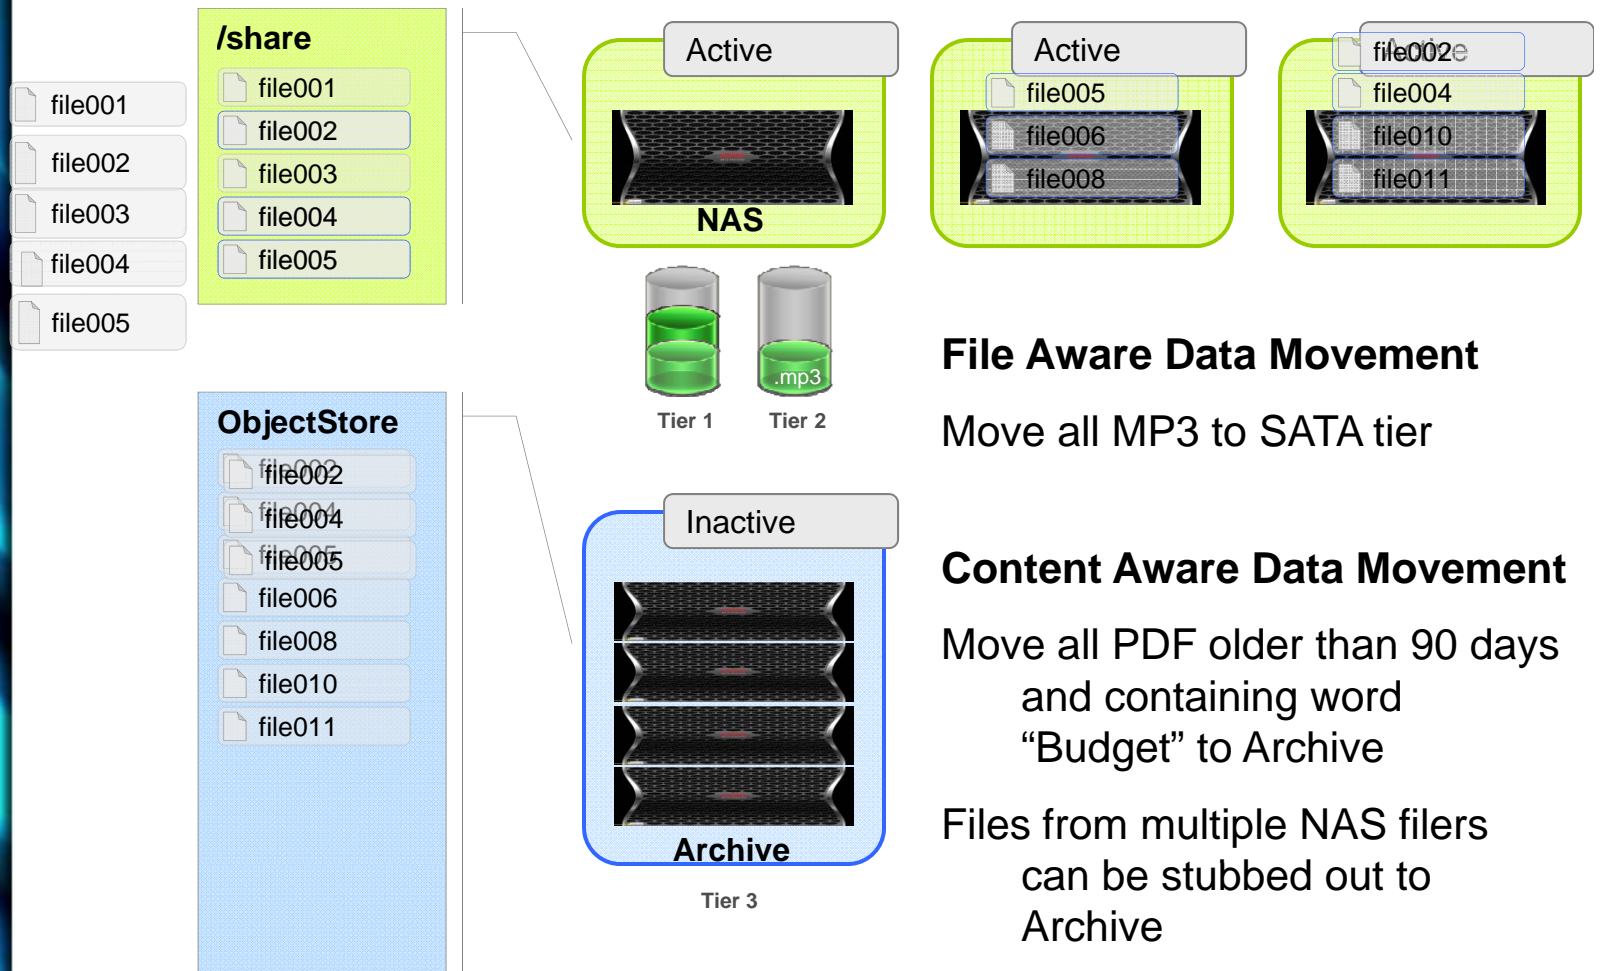 file001
file002
file003
file004
file005
/share
file001
file002
file003
file004
file005
Active
NAS
Active
file005
file006
file008
Active
file002
file004
file010
file011
.mp3
Tier 1
Tier 2
File Aware Data Movement
Move all MP3 to SATA tier
ObjectStore
file002
file002
file004
file004
file005
file005
file006
file008
file010
file011
Inactive
Archive
Tier 3
Content Aware Data Movement
Move all PDF older than 90 days
and containing word
“Budget” to Archive
Files from multiple NAS filers
can be stubbed out to
Archive